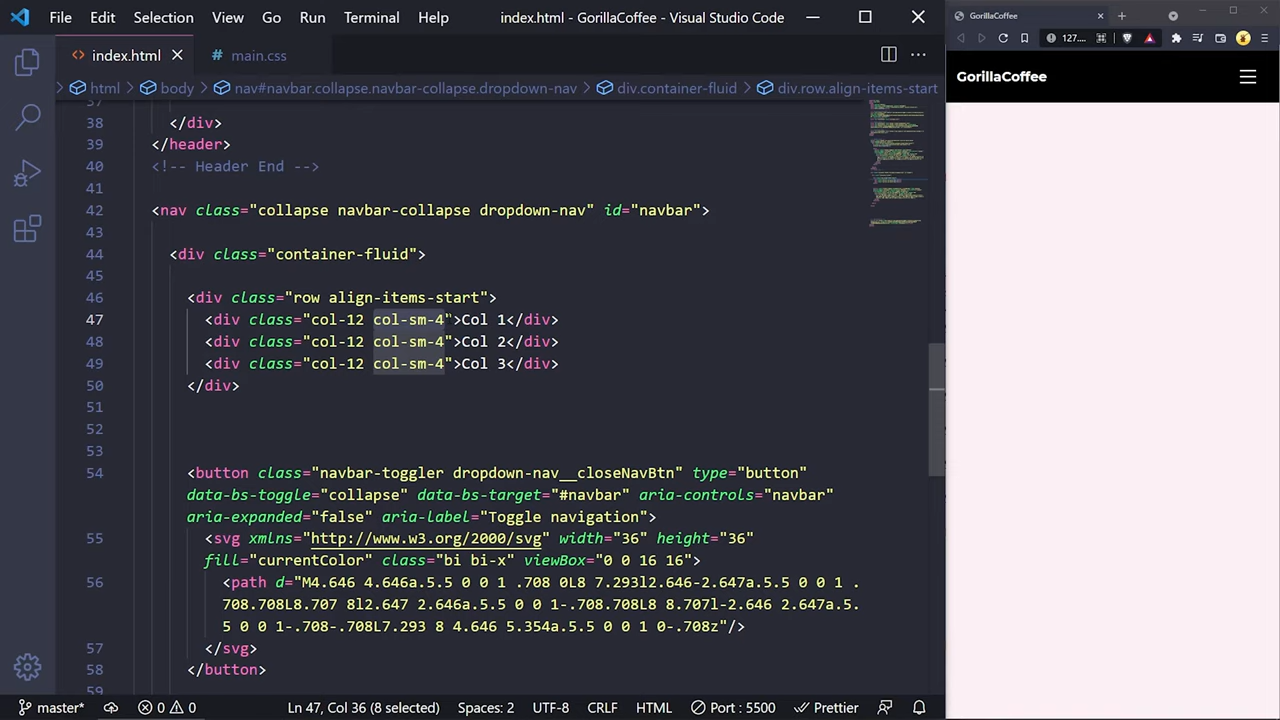 File Edit Selection View Go Run Terminal Help index.html - GorillaCoffee - Visual Studio Code
GorillaCoffee
index.html
main.css
127....
html body nav#navbar.collapse.navbar-collapse.dropdown-nav div.container-fluid div.row.align-items-start
GorillaCoffee
37
38 </div>
39 </header>
40 <!-- Header End -->
41
42 <nav class="collapse navbar-collapse dropdown-nav" id="navbar">
43
44 <div class="container-fluid">
45
46 <div class="row align-items-start">
47 <div class="col-12 col-sm-4">Col 1</div>
48 <div class="col-12 col-sm-4">Col 2</div>
49 <div class="col-12 col-sm-4">Col 3</div>
50 </div>
51
52
53
54 <button class="navbar-toggler dropdown-nav__closeNavBtn" type="button"
data-bs-toggle="collapse" data-bs-target="#navbar" aria-controls="navbar"
aria-expanded="false" aria-label="Toggle navigation">
55 <svg xmlns="http://www.w3.org/2000/svg" width="36" height="36"
fill="currentColor" class="bi bi-x" viewBox="0 0 16 16">
56 <path d="M4.646 4.646a.5.5 0 0 1 .708 0L8 7.293l2.646-2.647a.5.5 0 0 1 .
708.708L8.707 8l2.647 2.646a.5.5 0 0 1-.708.708L8 8.707l-2.646 2.647a.5.
5 0 0 1-.708-.708L7.293 8 4.646 5.354a.5.5 0 0 1 0-.708z"/>
57 </svg>
58 </button>
59
master* 0 0 Ln 47, Col 36 (8 selected) Spaces: 2 UTF-8 CRLF HTML Port : 5500 Prettier